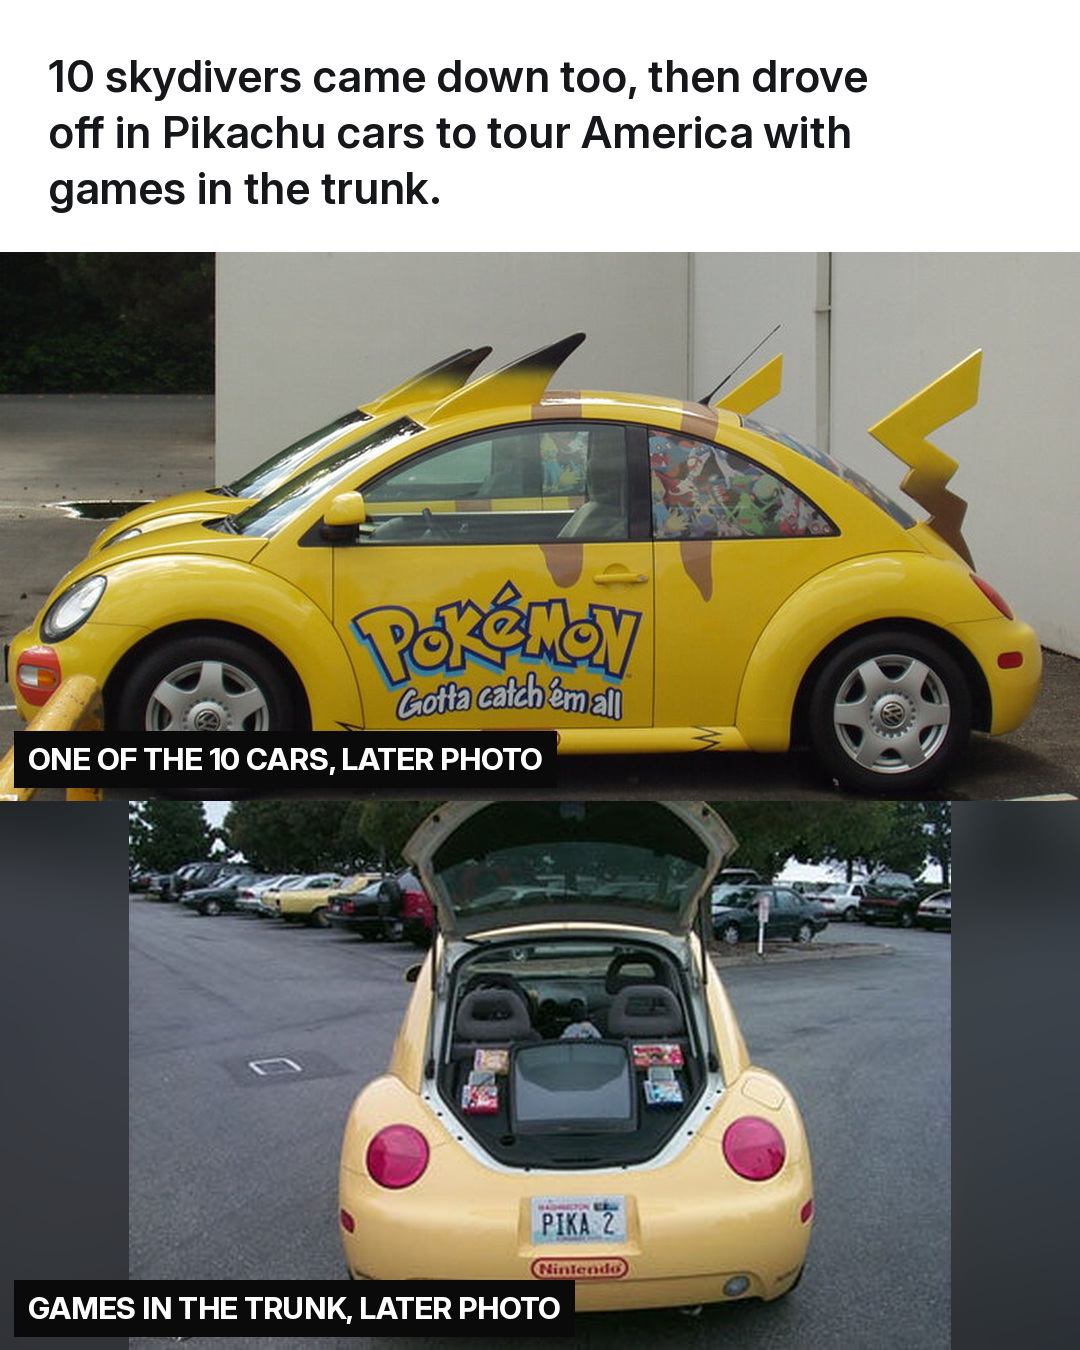 10 skydivers came down too, then drove
off in Pikachu cars to tour America with
games in the trunk.
POKéMON
Gotta catch 'em all
ONE OF THE 10 CARS, LATER PHOTO
PIKA 2
Nintendo
GAMES IN THE TRUNK, LATER PHOTO